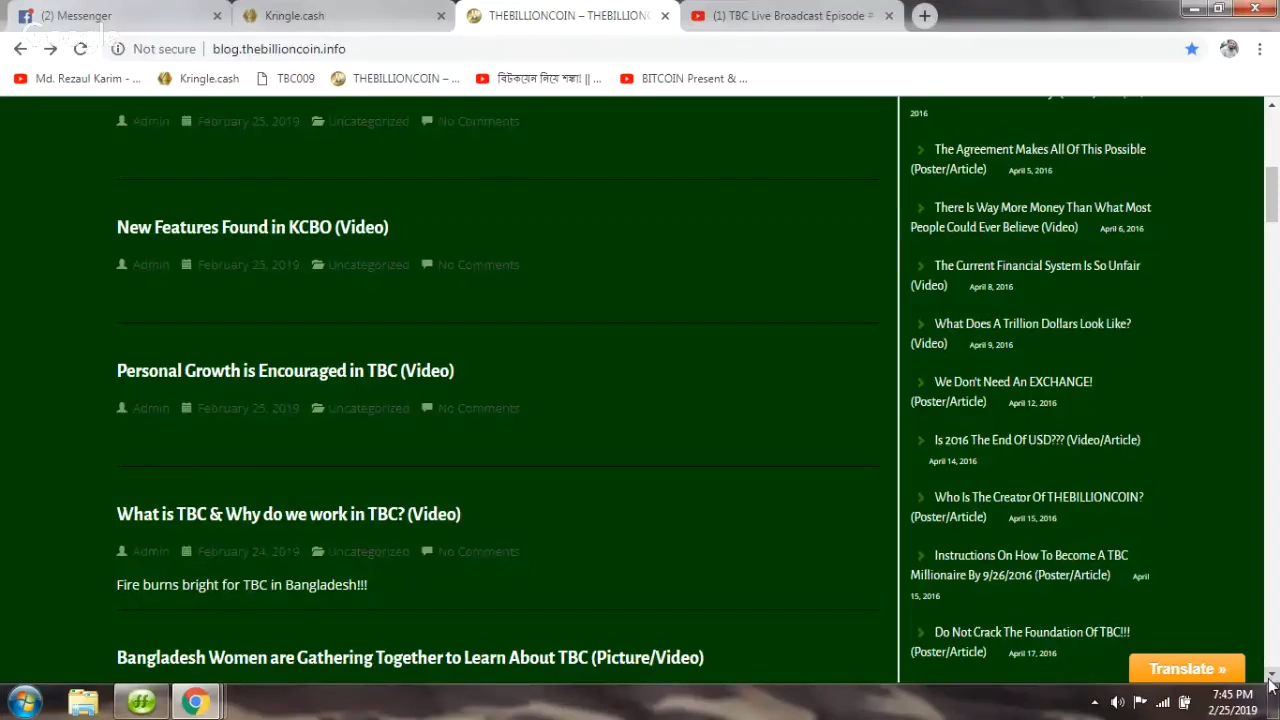 (2) Messenger
Kringle.cash
THEBILLIONCOIN – THEBILLION
(1) TBC Live Broadcast Episode =
Google
Not secure
blog.thebillioncoin.info
Md. Rezaul Karim - ...
Kringle.cash
TBC009
THEBILLIONCOIN – ...
বিটকয়েন নিয়ে শঙ্কা! || ...
BITCOIN Present & ...
Admin February 25, 2019 Uncategorized No Comments
New Features Found in KCBO (Video)
Admin February 25, 2019 Uncategorized No Comments
Personal Growth is Encouraged in TBC (Video)
Admin February 25, 2019 Uncategorized No Comments
What is TBC & Why do we work in TBC? (Video)
Admin February 24, 2019 Uncategorized No Comments
Fire burns bright for TBC in Bangladesh!!!
Bangladesh Women are Gathering Together to Learn About TBC (Picture/Video)
2016
The Agreement Makes All Of This Possible
(Poster/Article) April 5, 2016
There Is Way More Money Than What Most
People Could Ever Believe (Video) April 6, 2016
The Current Financial System Is So Unfair
(Video) April 8, 2016
What Does A Trillion Dollars Look Like?
(Video) April 9, 2016
We Don't Need An EXCHANGE!
(Poster/Article) April 12, 2016
Is 2016 The End Of USD??? (Video/Article)
April 14, 2016
Who Is The Creator Of THEBILLIONCOIN?
(Poster/Article) April 15, 2016
Instructions On How To Become A TBC
Millionaire By 9/26/2016 (Poster/Article) April
15, 2016
Do Not Crack The Foundation Of TBC!!!
(Poster/Article) April 17, 2016
Translate »
7:45 PM
2/25/2019